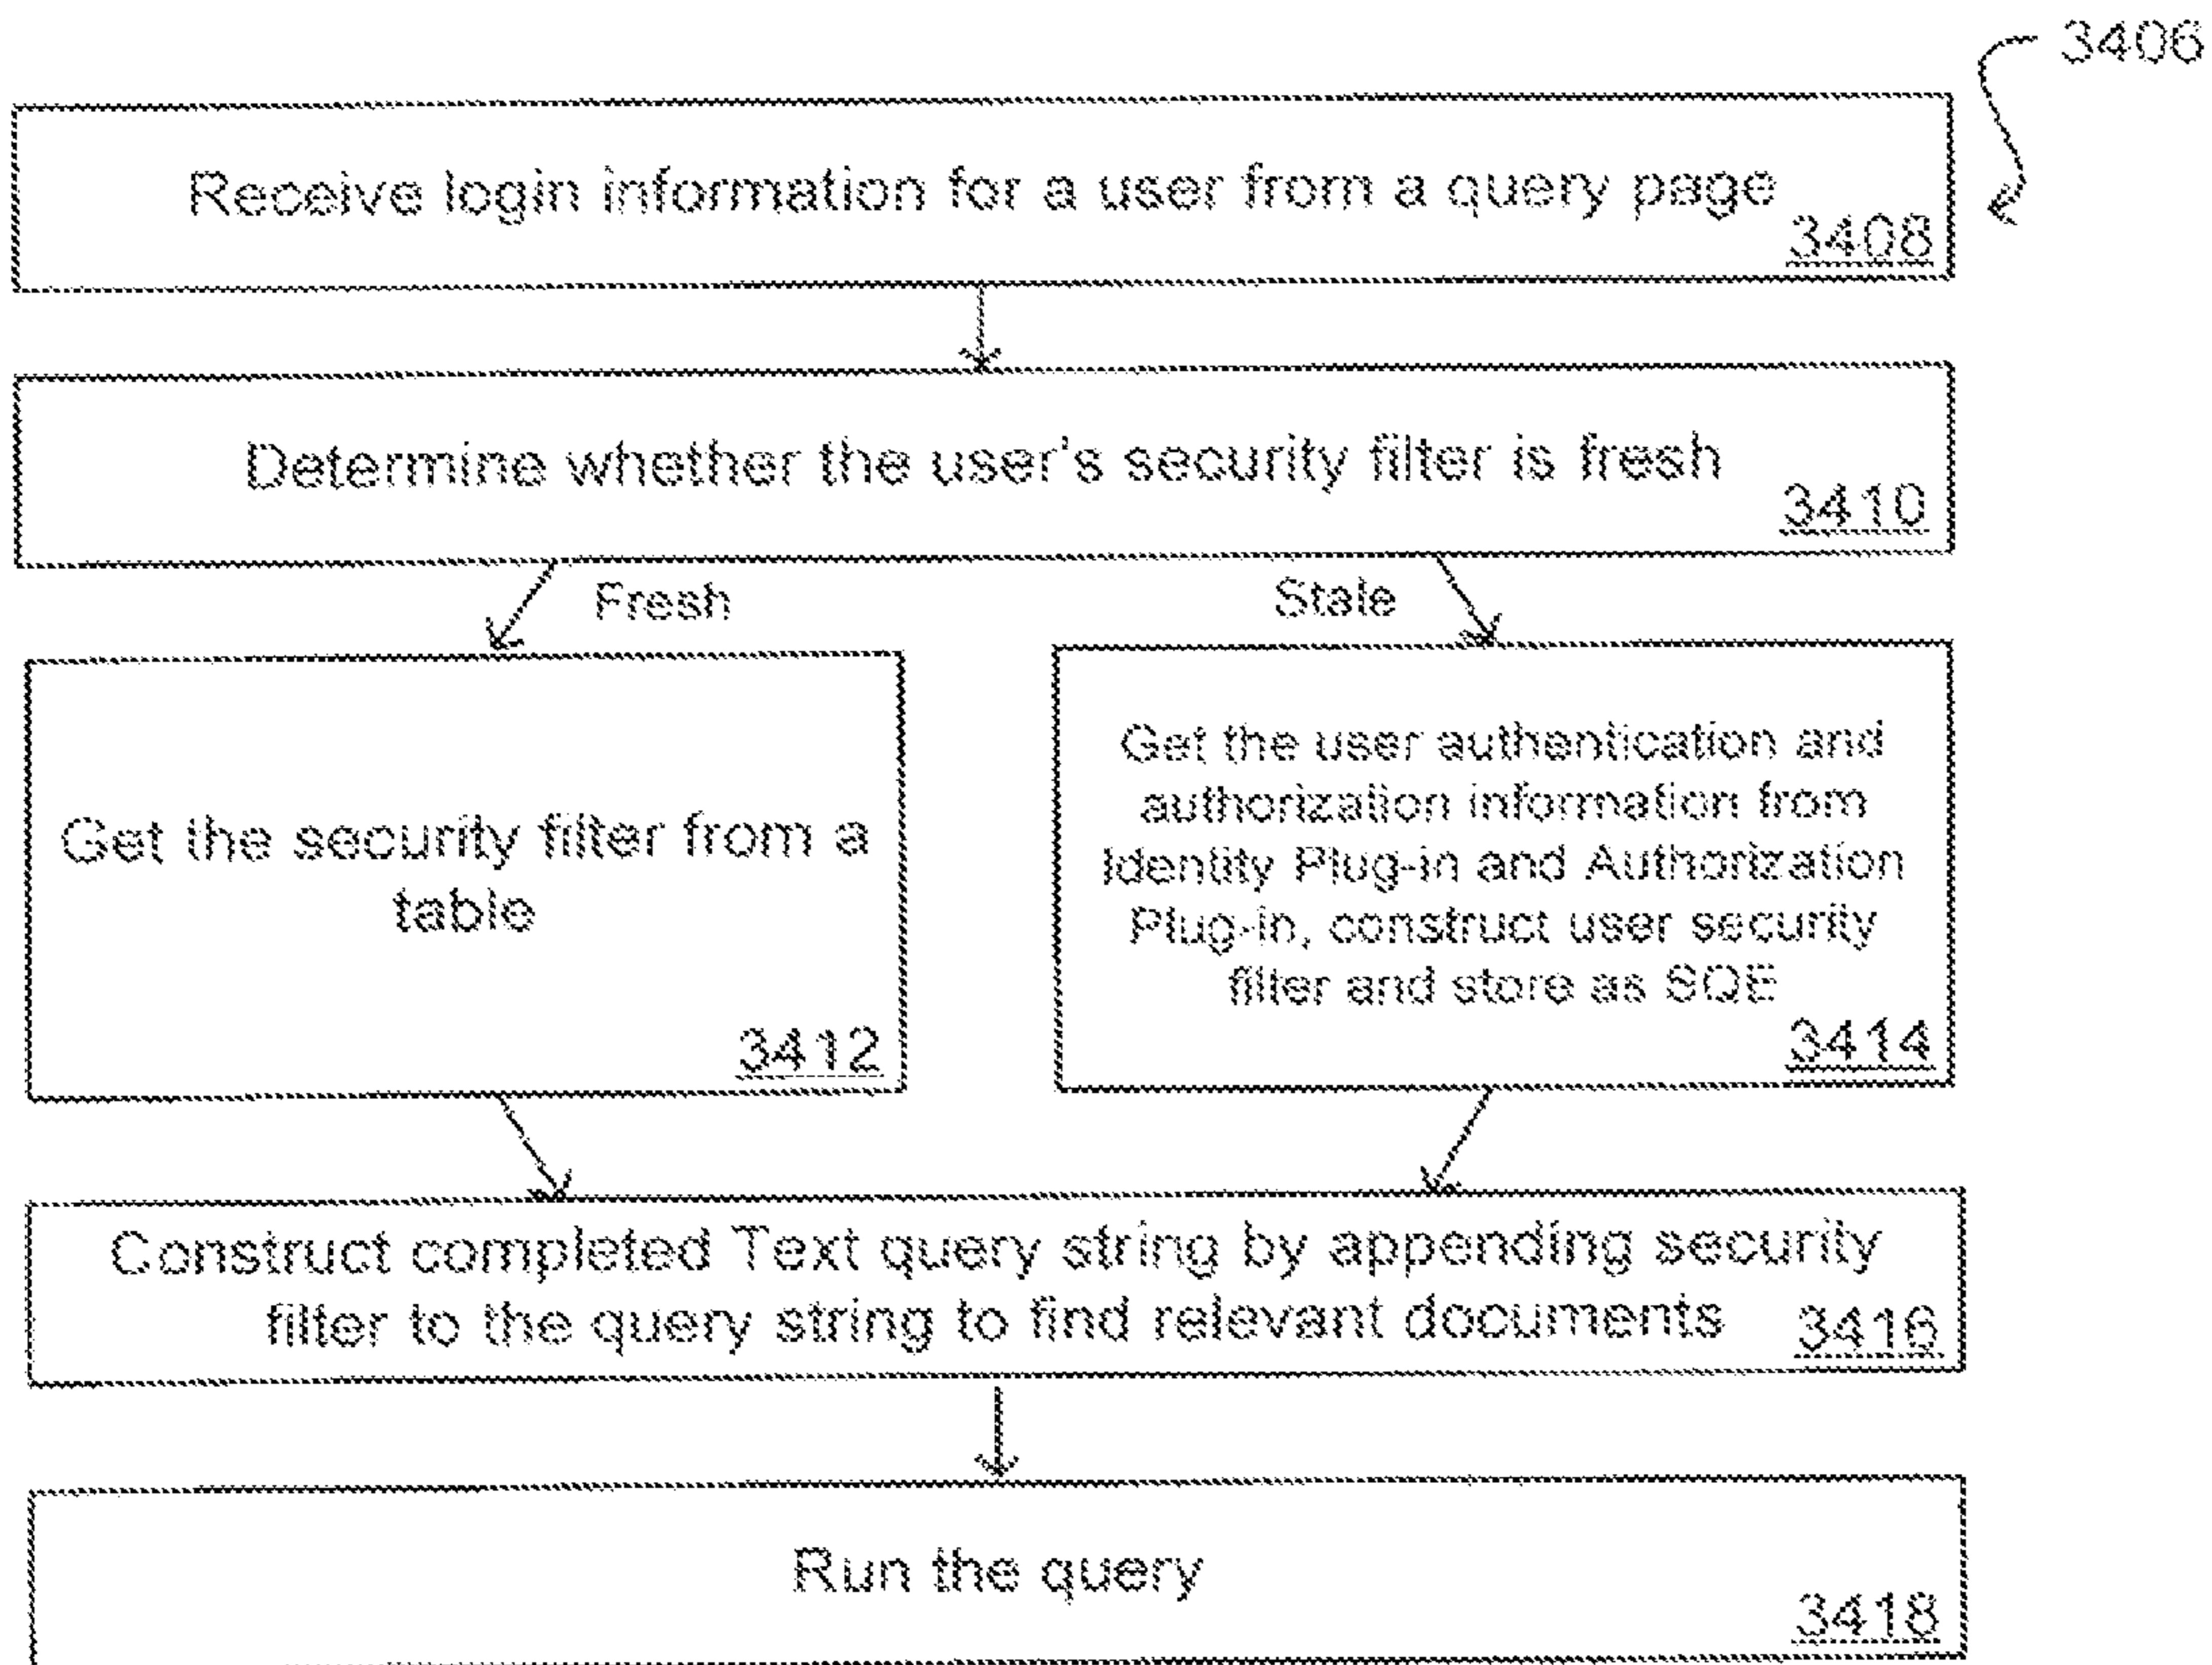 3406
Receive login information for a user from a query page
3408
Determine whether the user's security filter is fresh
3410
Fresh
Stale
Get the security filter from a
table
3412
Get the user authentication and
authorization information from
Identity Plug-in and Authorization
Plug-in, construct user security
filter and store as SQE
3414
Construct completed Text query string by appending security
filter to the query string to find relevant documents
3416
Run the query
3418